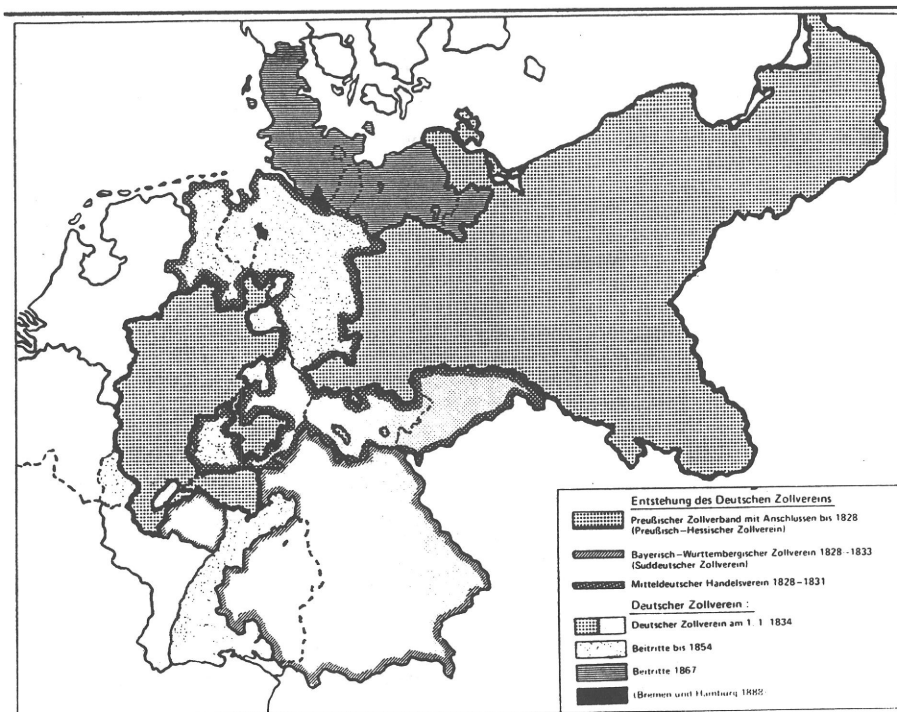 Entstehung des Deutschen Zollvereins
Preußischer Zollverband mit Anschlussen bis 1828
(Preußisch-Hessischer Zollverein)
Bayerisch-Wurttembergischer Zollverein 1828-1833
(Suddeutscher Zollverein)
Mitteldeutscher Handelsverein 1828-1831
Deutscher Zollverein :
Deutscher Zollverein am 1. 1. 1834
Beitritte bis 1854
Beitritte 1867
(Bremen und Hamburg 1888